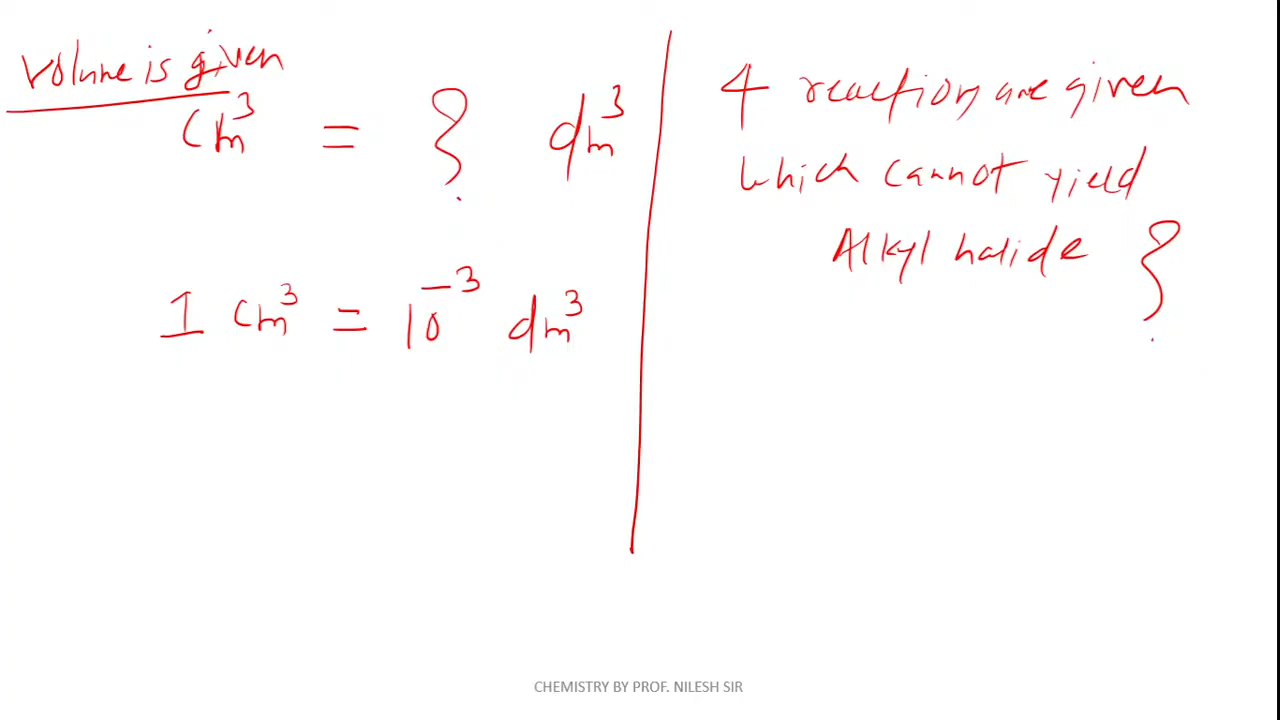 Volume is given
cm³ = ? dm³
1 cm³ = 10⁻³ dm³
4 reaction are given
which cannot yield
Alkyl halide ?
CHEMISTRY BY PROF. NILESH SIR